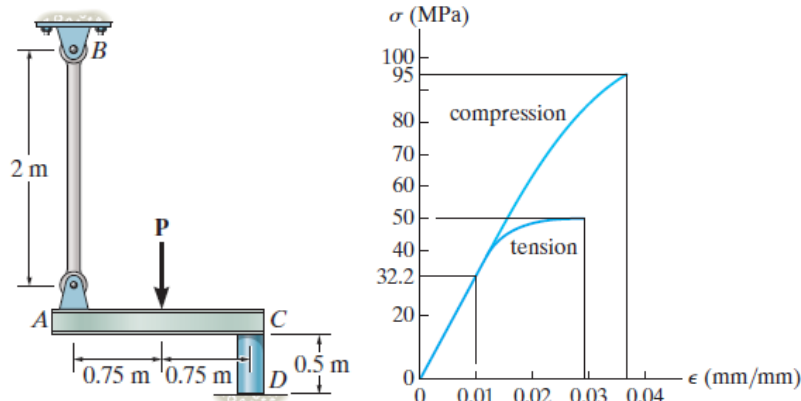 B
2 m
P
A
C
0.75 m
0.75 m
D
0.5 m
σ (MPa)
100
95
80
70
60
50
40
32.2
20
0
compression
tension
0
0.01
0.02
0.03
0.04
ϵ (mm/mm)